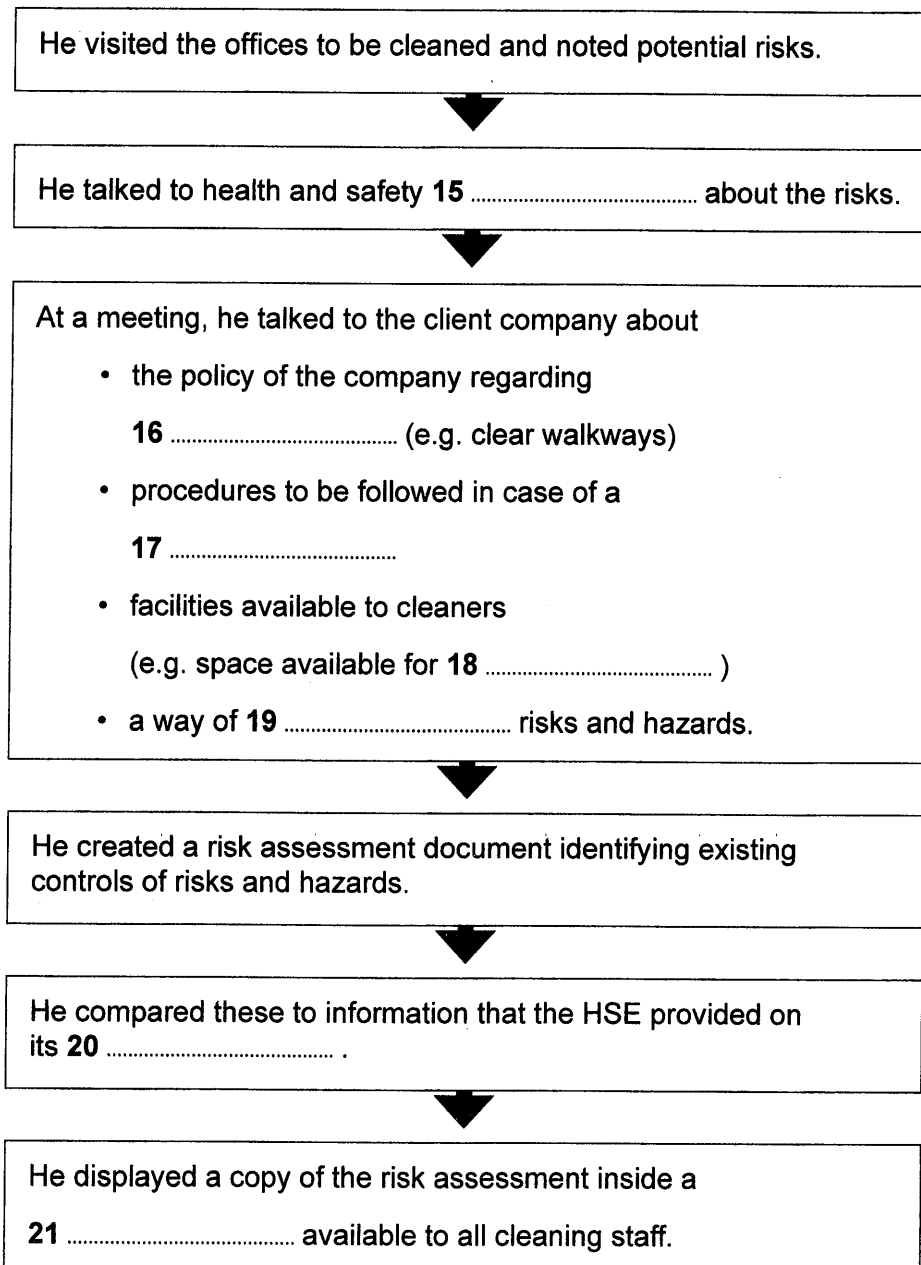 He visited the offices to be cleaned and noted potential risks.
He talked to health and safety 15 ........................................ about the risks.
At a meeting, he talked to the client company about
• the policy of the company regarding
16 ........................................ (e.g. clear walkways)
• procedures to be followed in case of a
17 ........................................
• facilities available to cleaners
(e.g. space available for 18 ........................................ )
• a way of 19 ........................................ risks and hazards.
He created a risk assessment document identifying existing
controls of risks and hazards.
He compared these to information that the HSE provided on
its 20 ........................................ .
He displayed a copy of the risk assessment inside a
21 ........................................ available to all cleaning staff.